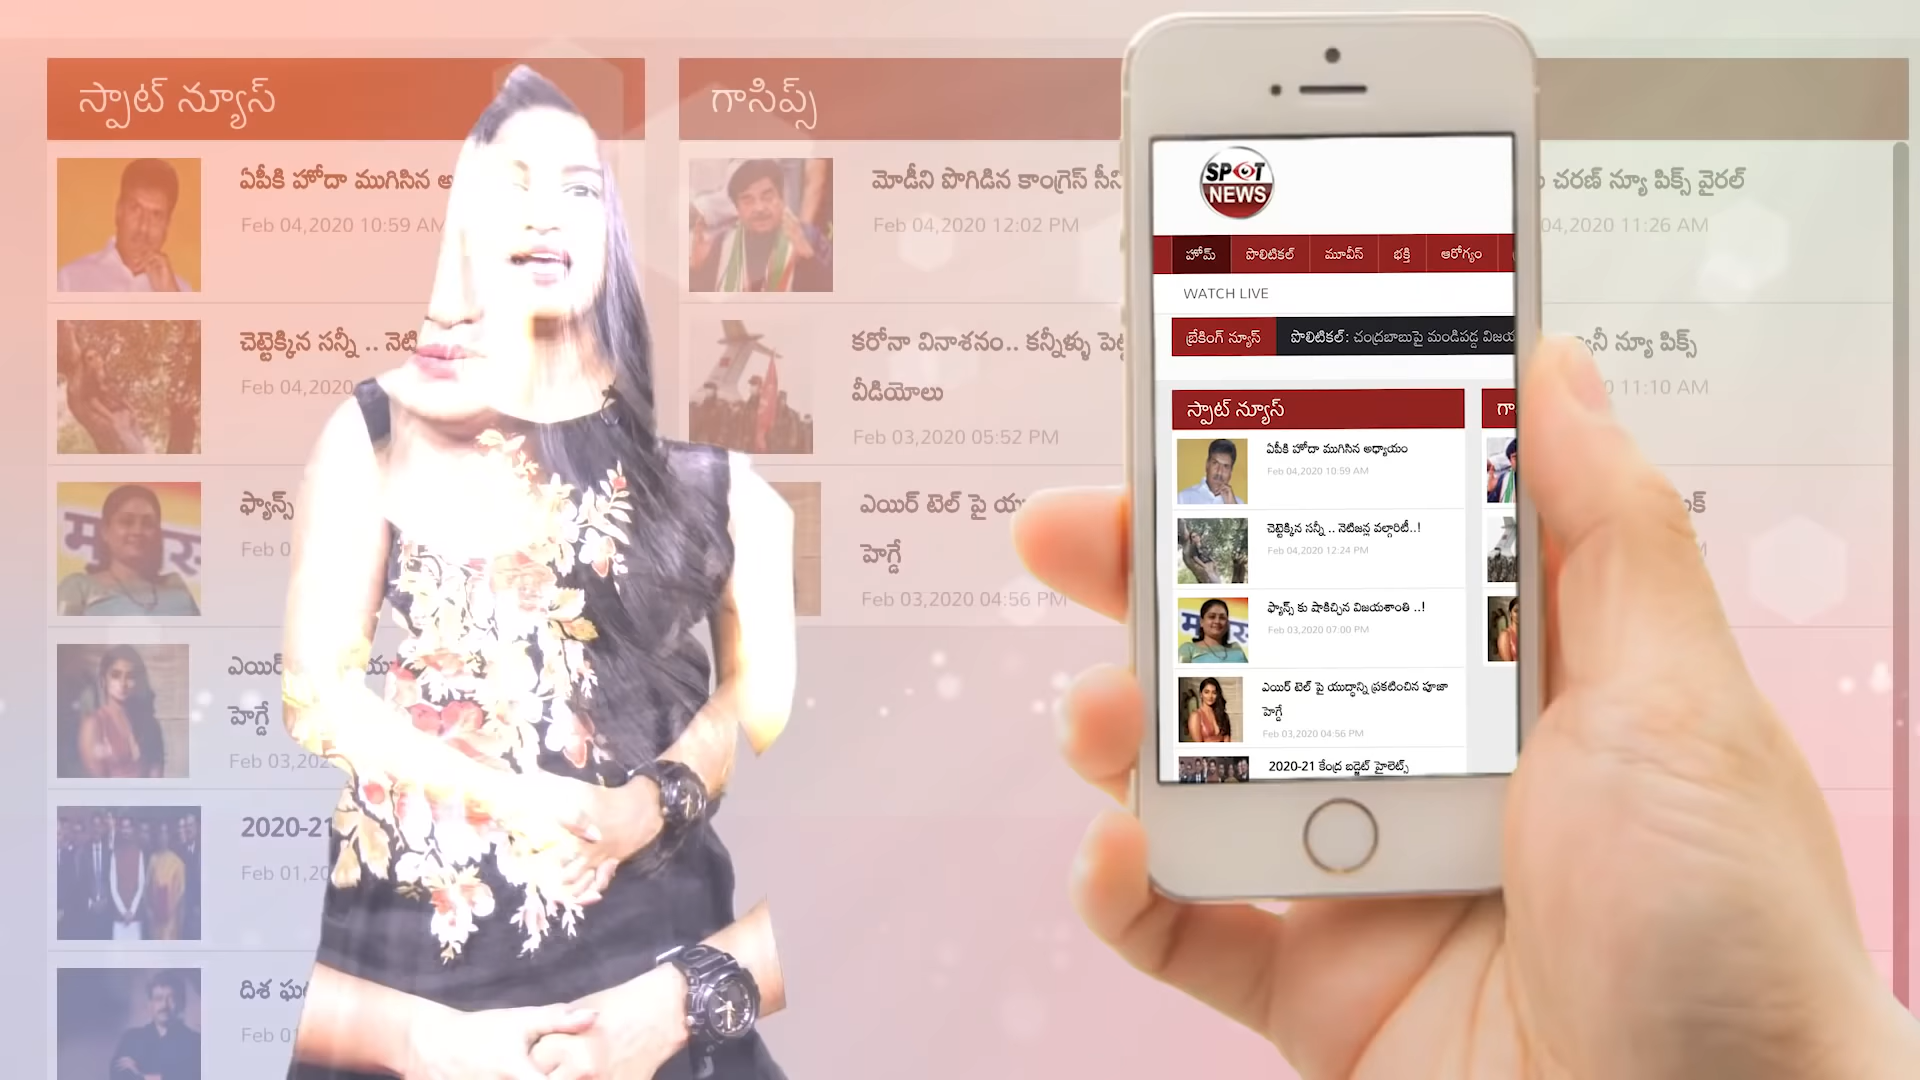 స్పాట్ న్యూస్
ఏపీకి హోదా ముగిసిన అ
Feb 04,2020 10:59 AM
చెట్టెక్కిన సన్నీ .. నెటి
Feb 04,2020
ఫ్యాన్స్
Feb 0
ఎయిర్
యు
హెగ్డే
Feb 03,202
2020-21
Feb 01,20
దిశ ఘ
Feb 01
గాసిప్స్
మోడీని పొగిడిన కాంగ్రెస్ సీని
Feb 04,2020 12:02 PM
కరోనా వినాశనం.. కన్నీళ్ళు పెట్ట
వీడియోలు
Feb 03,2020 05:52 PM
ఎయిర్ టెల్ పై యు
హెగ్డే
Feb 03,2020 04:56 PM
SPOT
NEWS
హోమ్ పొలిటికల్ మూవీస్ భక్తి ఆరోగ్యం
WATCH LIVE
బ్రేకింగ్ న్యూస్ పొలిటికల్: చంద్రబాబుపై మండిపడ్డ విజయ
స్పాట్ న్యూస్
గా
ఏపీకి హోదా ముగిసిన అధ్యాయం
Feb 04,2020 10:59 AM
చెట్టెక్కిన సన్నీ .. నెటిజన్ల వల్గారిటీ..!
Feb 04,2020 12:24 PM
ఫ్యాన్స్ కు షాకిచ్చిన విజయశాంతి ..!
Feb 03,2020 07:00 PM
ఎయిర్ టెల్ పై యుద్ధాన్ని ప్రకటించిన పూజా
హెగ్డే
Feb 03,2020 04:56 PM
2020-21 కేంద్ర బడ్జెట్ హైలెట్స్
చరణ్ న్యూ పిక్స్ వైరల్
04,2020 11:26 AM
నీ న్యూ పిక్స్
0 11:10 AM